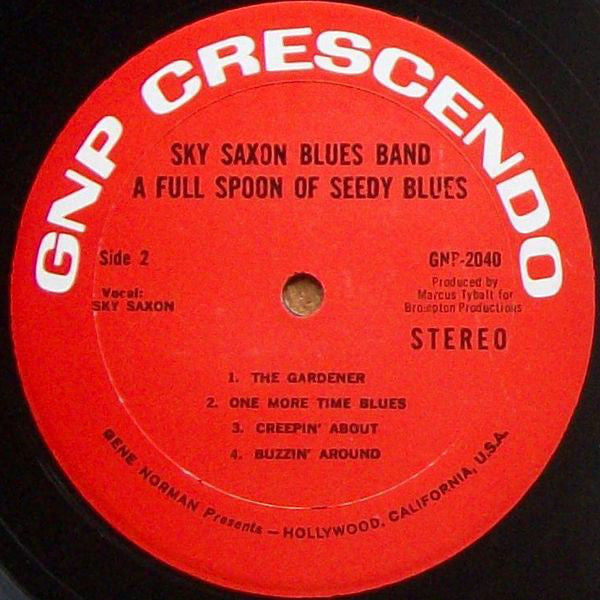 GNP CRESCENDO
SKY SAXON BLUES BAND
A FULL SPOON OF SEEDY BLUES
Side 2
GNP-2040
Vocal:
SKY SAXON
Produced by
Marcus Tybalt for
Brompton Productions
STEREO
1. THE GARDENER
2. ONE MORE TIME BLUES
3. CREEPIN' ABOUT
4. BUZZIN' AROUND
GENE NORMAN Presents — HOLLYWOOD, CALIFORNIA, U.S.A.